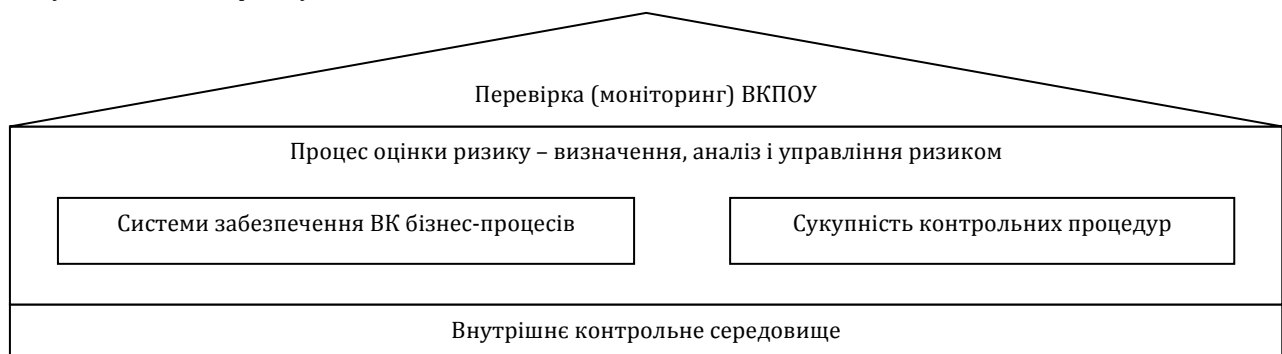 Перевірка (моніторинг) ВКПОУ
Процес оцінки ризику – визначення, аналіз і управління ризиком
Системи забезпечення ВК бізнес-процесів
Сукупність контрольних процедур
Внутрішнє контрольне середовище